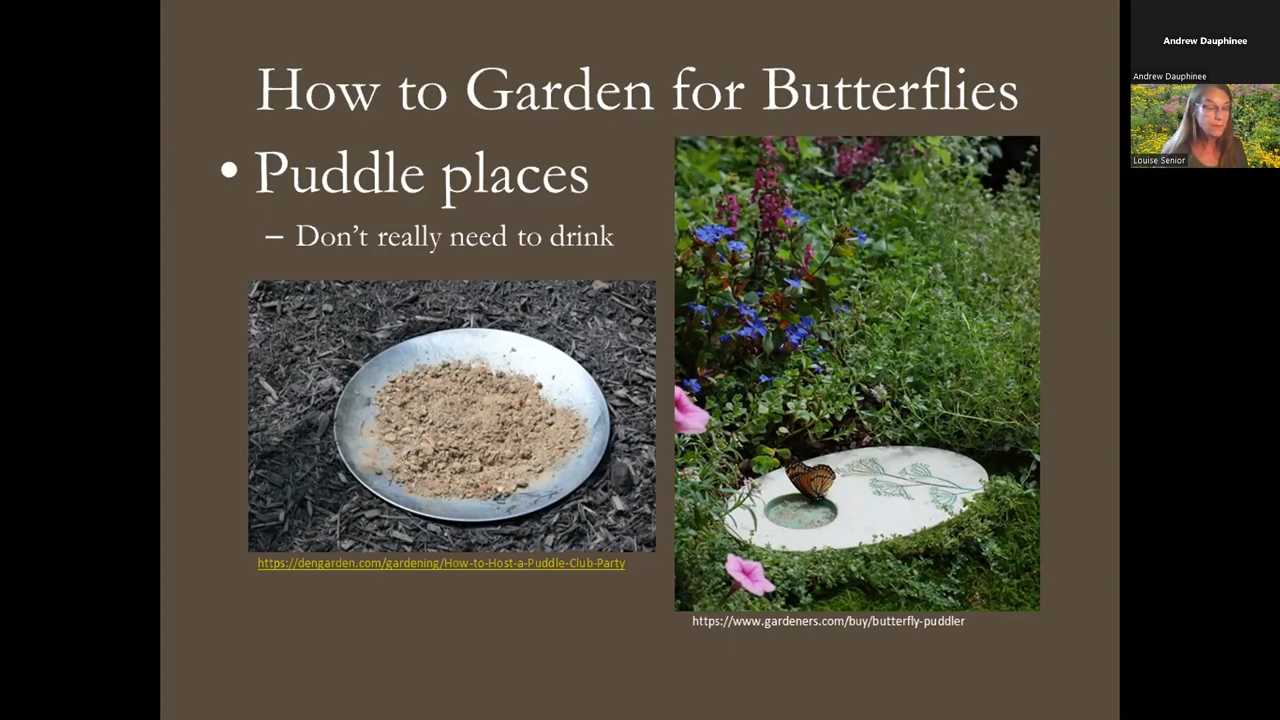 How to Garden for Butterflies
• Puddle places
– Don't really need to drink
https://dengarden.com/gardening/How-to-Host-a-Puddle-Club-Party
https://www.gardeners.com/buy/butterfly-puddler
Andrew Dauphinee
Andrew Dauphinee
Louise Senior